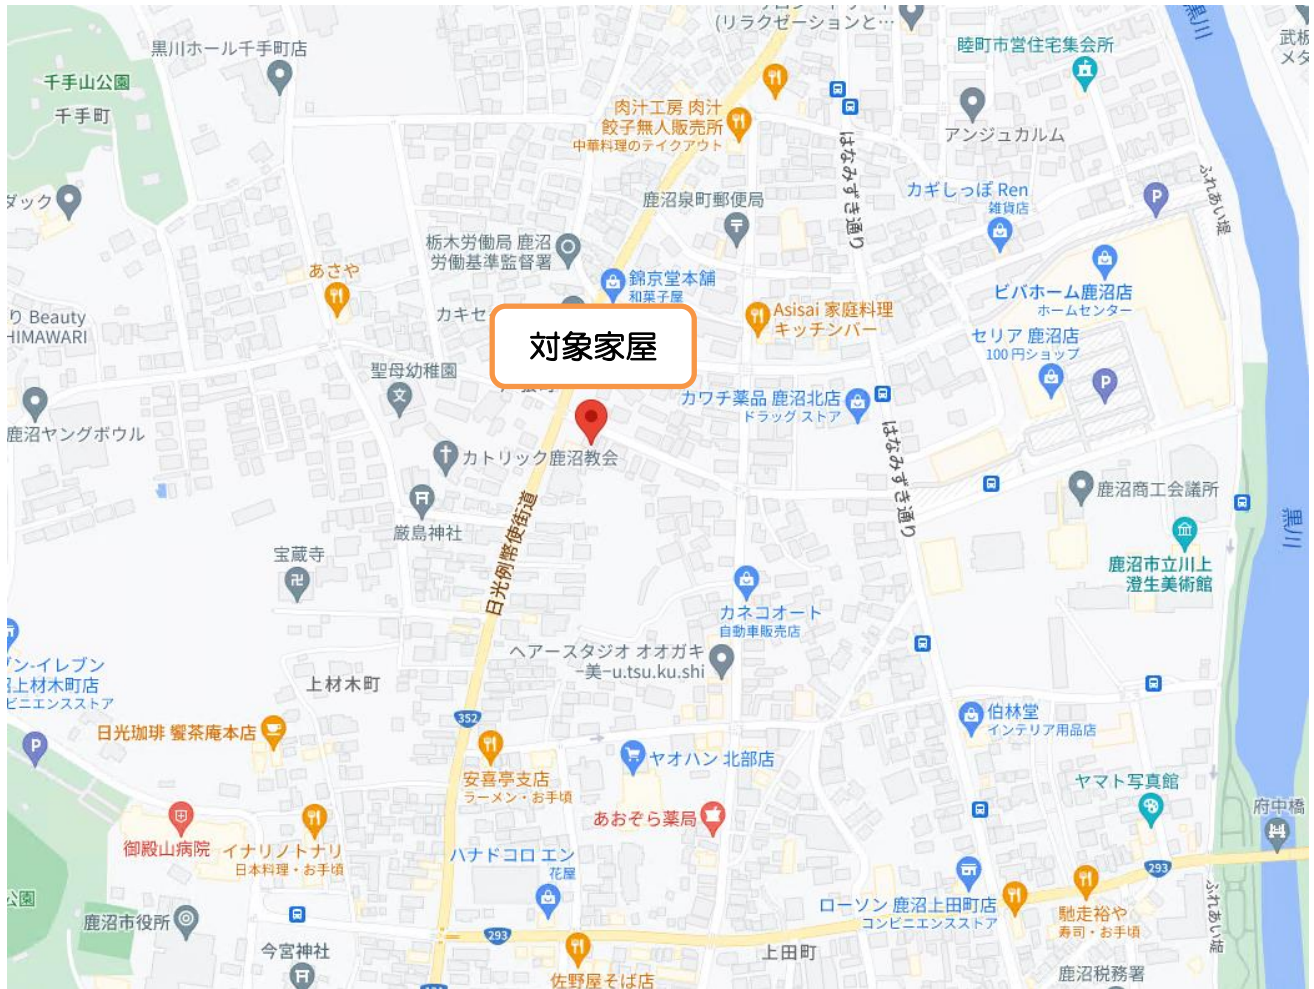 (リラクゼーションと…
黒川
黒川ホール千手町店
睦町市営住宅集会所
千手山公園
千手町
肉汁工房 肉汁
餃子無人販売所
中華料理のテイクアウト
アンジュカルム
はなみずき通り
ふれあい堤
カギしっぽ Ren
雑貨店
ダック
鹿沼泉町郵便局
栃木労働局 鹿沼
労働基準監督署
あさや
錦京堂本舗
和菓子屋
ビバホーム鹿沼店
ホームセンター
カキセ
Asisai 家庭料理
キッチンバー
り Beauty
HIMAWARI
対象家屋
セリア 鹿沼店
100 円ショップ
聖母幼稚園
カワチ薬品 鹿沼北店
ドラッグ ストア
鹿沼ヤングボウル
カトリック鹿沼教会
はなみずき通り
鹿沼商工会議所
黒川
厳島神社
日光例幣使街道
宝蔵寺
鹿沼市立川上
澄生美術館
カネコオート
自動車販売店
ヘアースタジオ オオガキ
−美−u.tsu.ku.shi
ブン-イレブン
沼上材木町店
ビニエンスストア
上材木町
352
伯林堂
インテリア用品店
日光珈琲 饗茶庵本店
ヤオハン 北部店
安喜亭支店
ラーメン・お手頃
ヤマト写真館
あおぞら薬局
府中橋
御殿山病院
イナリノトナリ
日本料理・お手頃
ハナドコロ エン
花屋
293
ローソン 鹿沼上田町店
コンビニエンスストア
馳走裕や
寿司・お手頃
ふれあい堤
公園
鹿沼市役所
293
今宮神社
上田町
佐野屋そば店
鹿沼税務署